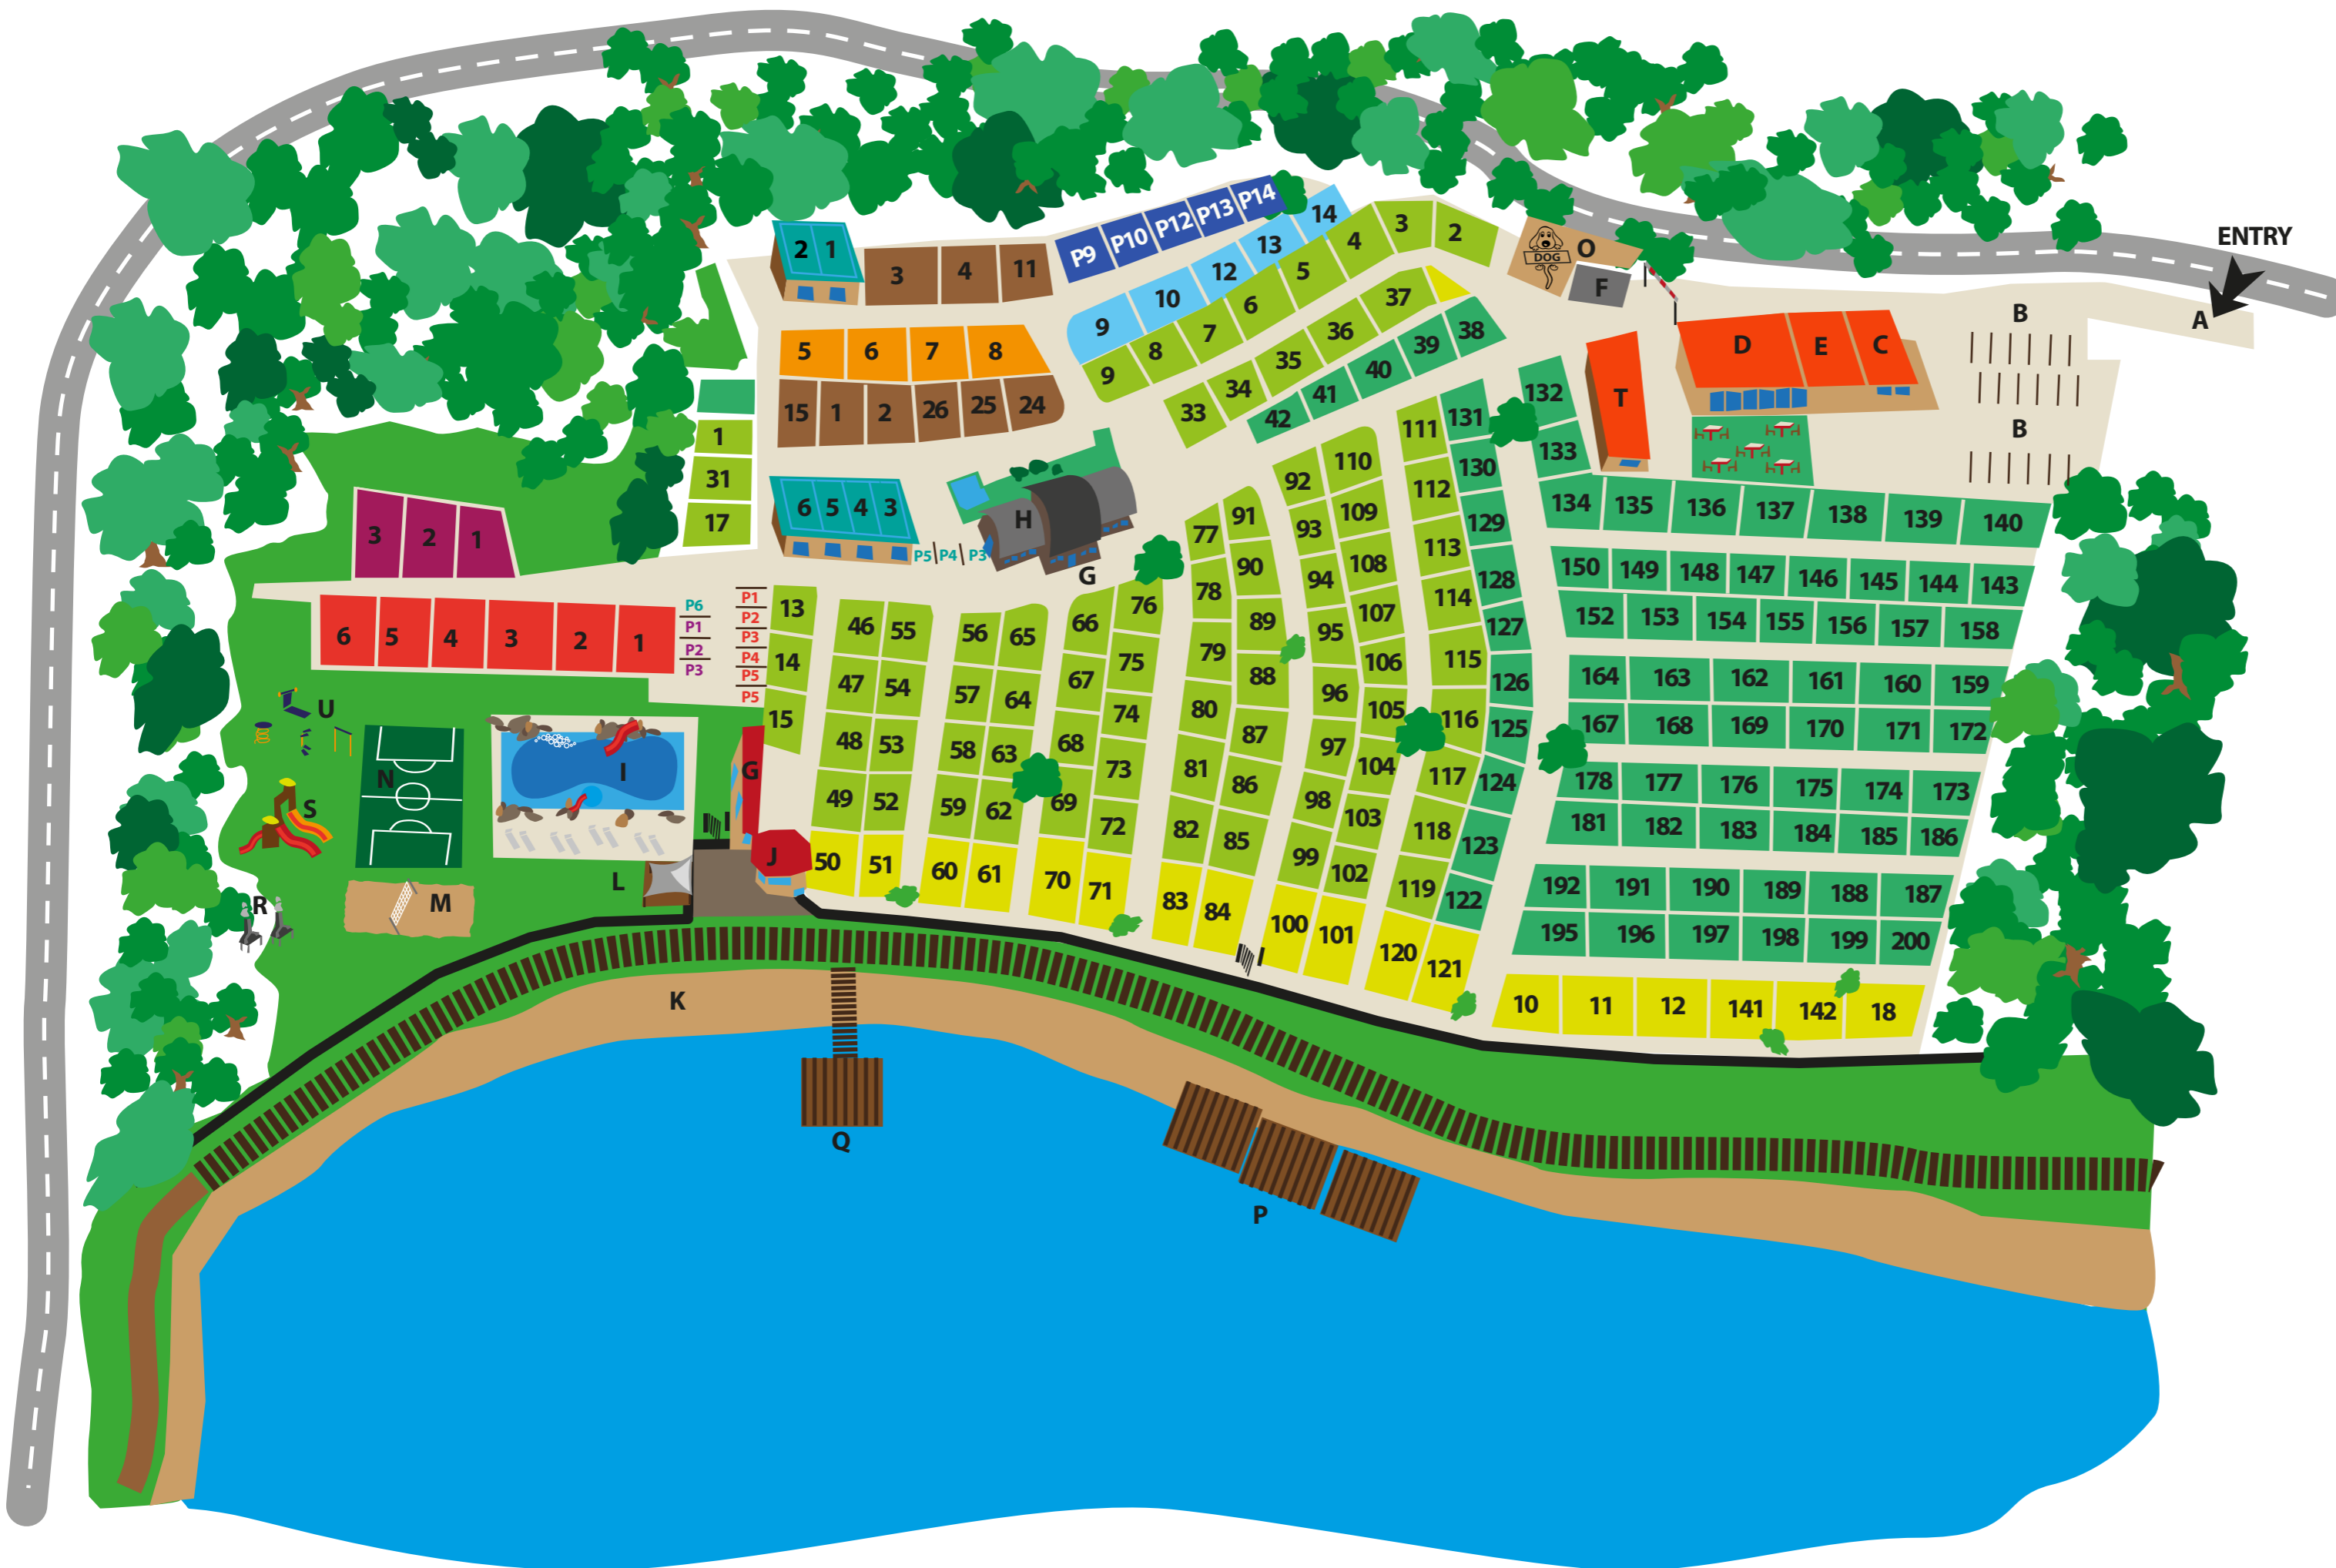 ENTRY
A
B
B
P9 P10 P12 P13 P14
9 10 12 13 14
2 1
3 4 11
5 6 7 8
15 1 2 26 25 24
9 8 7 6 5 4 3 2
33 34 35 36 37
42 41 40 39 38
DOG
O
F
D E C
T
1
31
17
6 5 4 3
P5 P4 P3
H
G
3 2 1
6 5 4 3 2 1
P6
P1
P2
P3
P1
P2
P3
P4
P5
P5
13
14
15
46 55
47 54
48 53
49 52
50 51
56 65
57 64
58 63
59 62
60 61
66 76
67 75
68 74
69 73
72
70 71
77 91
78 90
79 89
80 88
81 87
82 86
85
83 84
92 110
93 109
94 108
95 107
96 106
97 105
98 104
99 103
102
100 101
111 131
112 130
113 129
114 128
115 127
116 126
117 125
118 124
119 123
122
120 121
132
133
134 135 136 137 138 139 140
150 149 148 147 146 145 144 143
152 153 154 155 156 157 158
164 163 162 161 160 159
167 168 169 170 171 172
178 177 176 175 174 173
181 182 183 184 185 186
192 191 190 189 188 187
195 196 197 198 199 200
10 11 12 141 142 18
U
N
I
G
S
J
L
R
M
K
Q
P